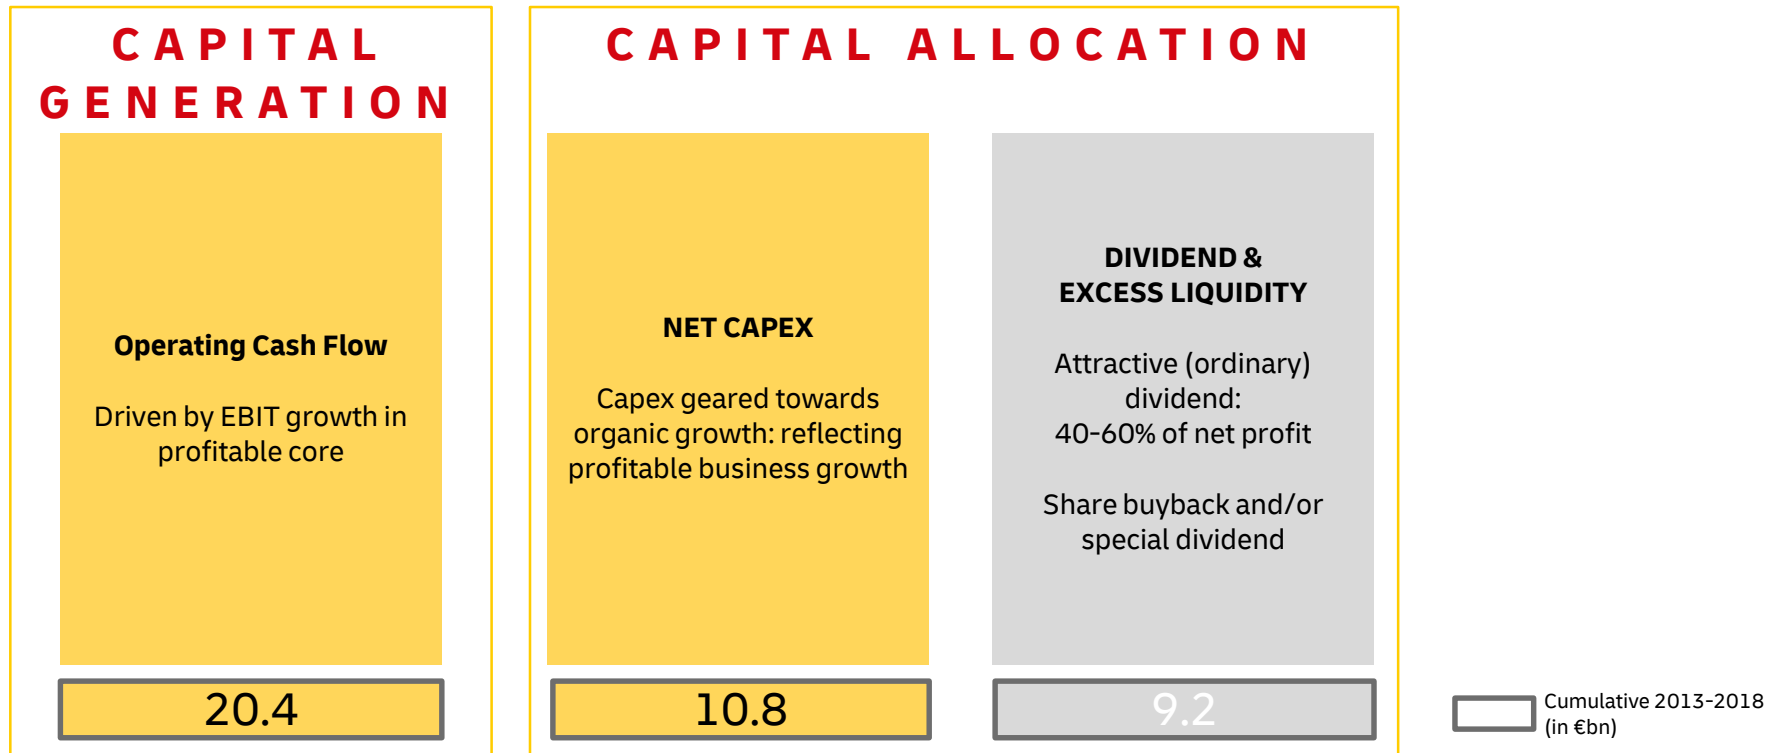 CAPITAL
GENERATION
Operating Cash Flow
Driven by EBIT growth in
profitable core
20.4
CAPITAL ALLOCATION
NET CAPEX
Capex geared towards
organic growth: reflecting
profitable business growth
10.8
DIVIDEND &
EXCESS LIQUIDITY
Attractive (ordinary)
dividend:
40-60% of net profit
Share buyback and/or
special dividend
9.2
Cumulative 2013-2018
(in €bn)